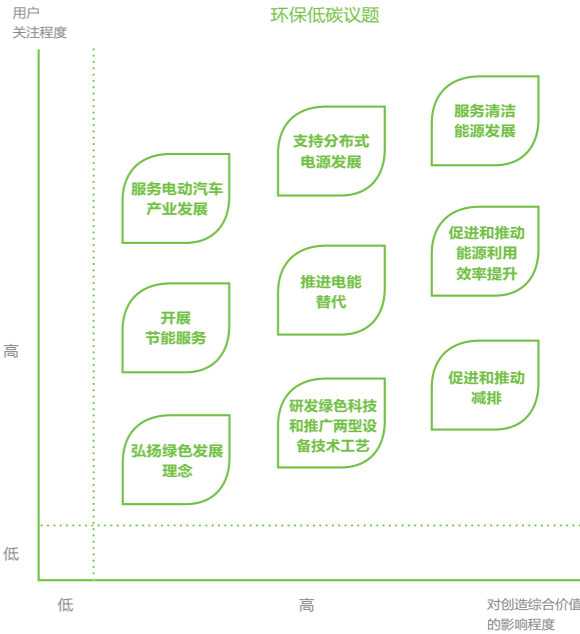 用户
关注程度
环保低碳议题
服务清洁
能源发展
支持分布式
电源发展
服务电动汽车
产业发展
促进和推动
能源利用
效率提升
推进电能
替代
开展
节能服务
高
促进和推动
减排
研发绿色科技
和推广两型设
备技术工艺
弘扬绿色发展
理念
低
低
高
对创造综合价值
的影响程度